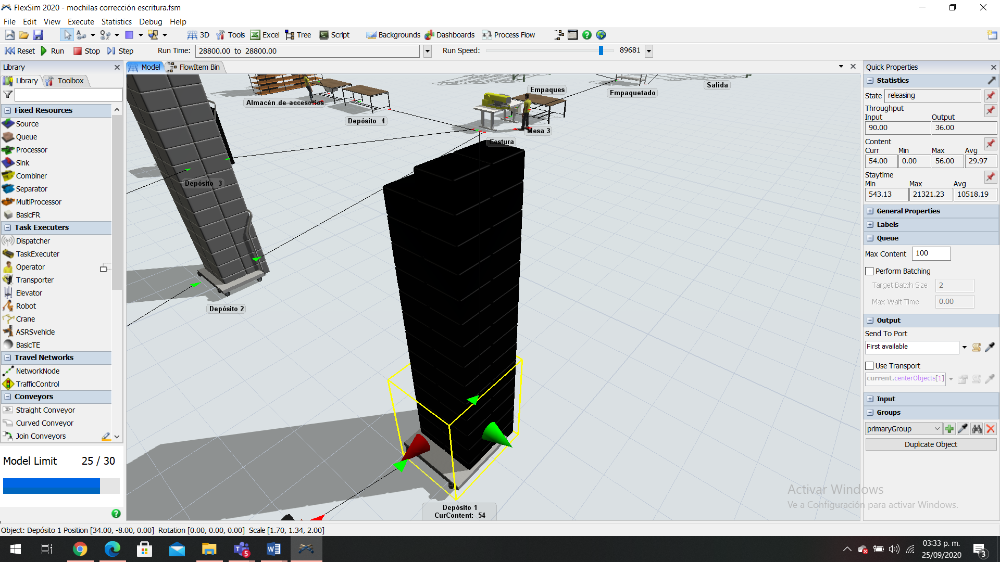 FlexSim 2020 - mochilas corrección escritura.fsm
File Edit View Execute Statistics Debug Help
3D Tools Excel Tree Script Backgrounds Dashboards Process Flow
Reset Run Stop Step Run Time: 28800.00 to 28800.00 Run Speed: 89681
Library
Library Toolbox
Fixed Resources
Source
Queue
Processor
Sink
Combiner
Separator
MultiProcessor
BasicFR
Task Executers
Dispatcher
TaskExecuter
Operator
Transporter
Elevator
Robot
Crane
ASRSvehicle
BasicTE
Travel Networks
NetworkNode
TrafficControl
Conveyors
Straight Conveyor
Curved Conveyor
Join Conveyors
Model Limit 25 / 30
Model FlowItem Bin
Salida
Empaques
Empaquetado
Almacén de accesorios
Depósito 4
Mesa 3
Costura
Depósito 3
Depósito 2
Depósito 1
CurContent: 54
Quick Properties
Statistics
State releasing
Throughput
Input Output
90.00 36.00
Content
Curr Min Max Avg
54.00 0.00 56.00 29.97
Staytime
Min Max Avg
543.13 21321.23 10518.19
General Properties
Labels
Queue
Max Content 100
Perform Batching
Target Batch Size 2
Max Wait Time 0.00
Output
Send To Port
First available
Use Transport
current.centerObjects[1]
Input
Groups
primaryGroup
Duplicate Object
Activar Windows
Ve a Configuración para activar Windows.
Object: Depósito 1 Position [34.00, -8.00, 0.00] Rotation [0.00, 0.00, 0.00] Scale [1.70, 1.34, 2.00]
5
03:33 p. m.
25/09/2020
3